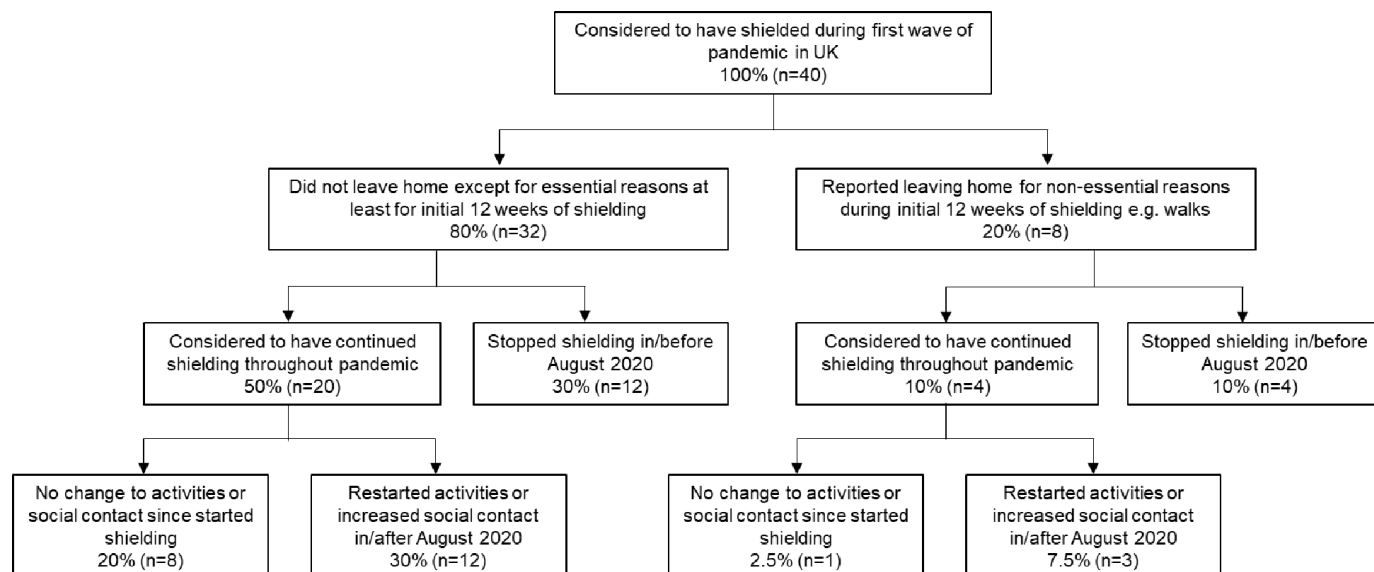 Considered to have shielded during first wave of
pandemic in UK
100% (n=40)
Did not leave home except for essential reasons at
least for initial 12 weeks of shielding
80% (n=32)
Reported leaving home for non-essential reasons
during initial 12 weeks of shielding e.g. walks
20% (n=8)
Considered to have continued
shielding throughout pandemic
50% (n=20)
Stopped shielding in/before
August 2020
30% (n=12)
Considered to have continued
shielding throughout pandemic
10% (n=4)
Stopped shielding in/before
August 2020
10% (n=4)
No change to activities or
social contact since started
shielding
20% (n=8)
Restarted activities or
increased social contact
in/after August 2020
30% (n=12)
No change to activities or
social contact since started
shielding
2.5% (n=1)
Restarted activities or
increased social contact
in/after August 2020
7.5% (n=3)